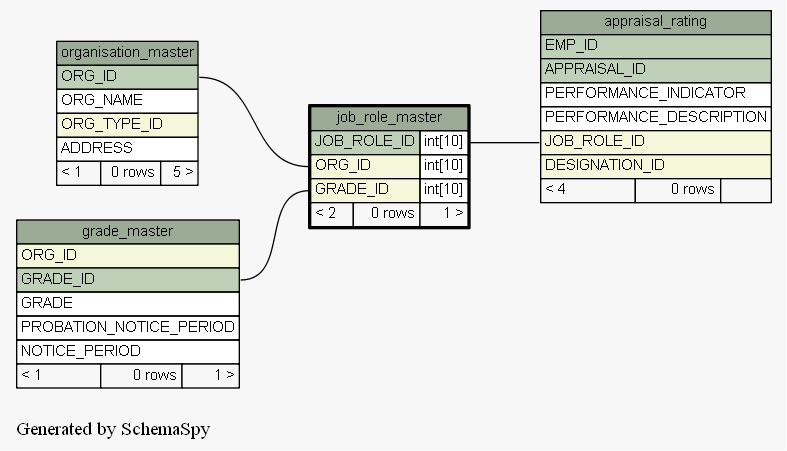 organisation_master
ORG_ID
ORG_NAME
ORG_TYPE_ID
ADDRESS
< 1 0 rows 5 >
grade_master
ORG_ID
GRADE_ID
GRADE
PROBATION_NOTICE_PERIOD
NOTICE_PERIOD
< 1 0 rows 1 >
job_role_master
JOB_ROLE_ID int[10]
ORG_ID int[10]
GRADE_ID int[10]
< 2 0 rows 1 >
appraisal_rating
EMP_ID
APPRAISAL_ID
PERFORMANCE_INDICATOR
PERFORMANCE_DESCRIPTION
JOB_ROLE_ID
DESIGNATION_ID
< 4 0 rows
Generated by SchemaSpy